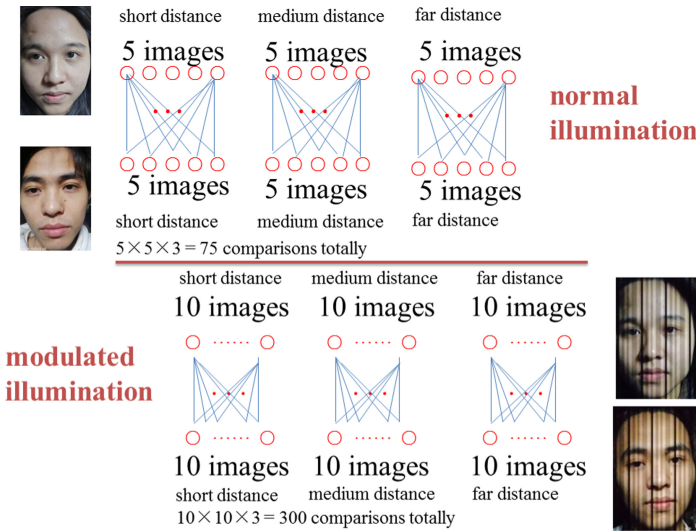 short distance medium distance far distance
5 images 5 images 5 images
normal
illumination
5 images 5 images 5 images
short distance medium distance far distance
5×5×3=75 comparisons totally
short distance medium distance far distance
10 images 10 images 10 images
modulated
illumination
10 images 10 images 10 images
short distance medium distance far distance
10×10×3=300 comparisons totally